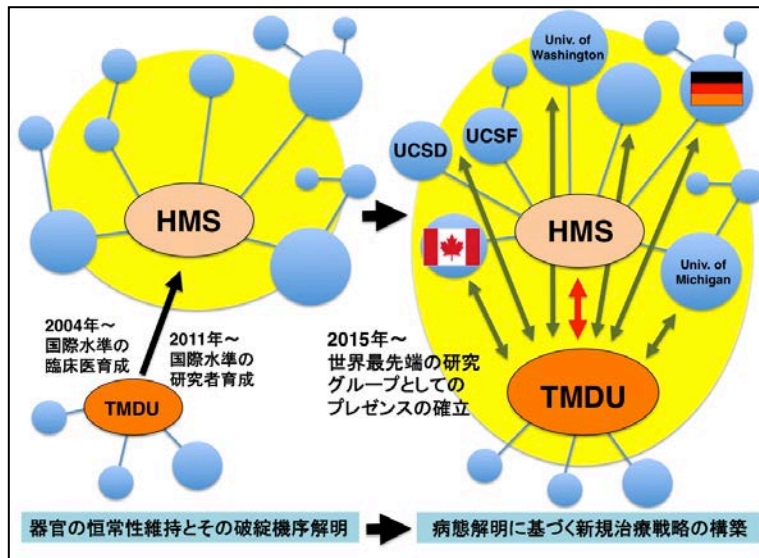 HMS
2004年～
国際水準の
臨床医育成
2011年～
国際水準の
研究者育成
TMDU
Univ. of
Washington
UCSD
UCSF
HMS
Univ. of
Michigan
2015年～
世界最先端の研究
グループとしての
プレゼンスの確立
TMDU
器官の恒常性維持とその破綻機序解明
病態解明に基づく新規治療戦略の構築